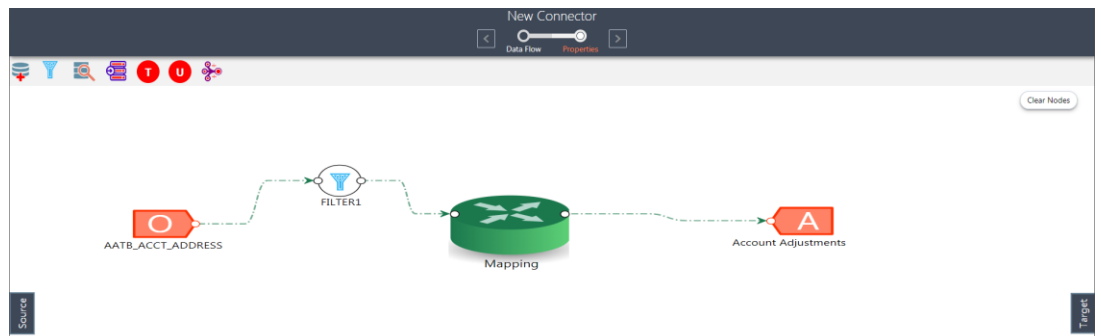 New Connector
<
>
Data Flow
Properties
T
U
Clear Nodes
FILTER1
O
AATB_ACCT_ADDRESS
Mapping
A
Account Adjustments
Source
Target